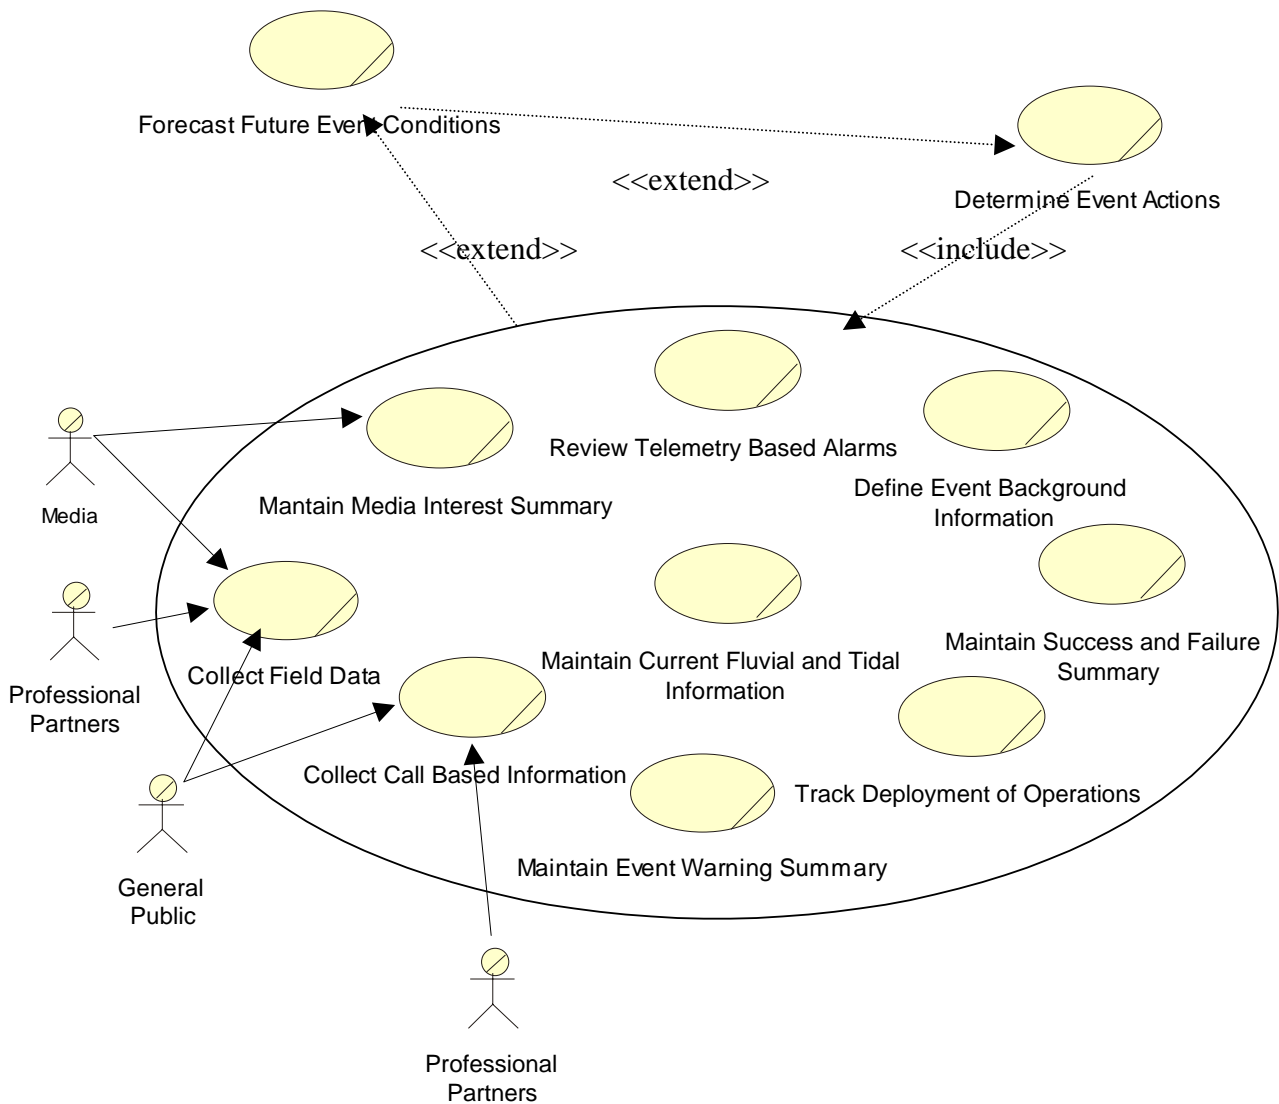 Forecast Future Event Conditions
<<extend>>
Determine Event Actions
<<extend>>
<<include>>
Review Telemetry Based Alarms
Define Event Background
Information
Mantain Media Interest Summary
Media
Maintain Success and Failure
Summary
Maintain Current Fluvial and Tidal
Information
Collect Field Data
Professional
Partners
Collect Call Based Information
Track Deployment of Operations
Maintain Event Warning Summary
General
Public
Professional
Partners